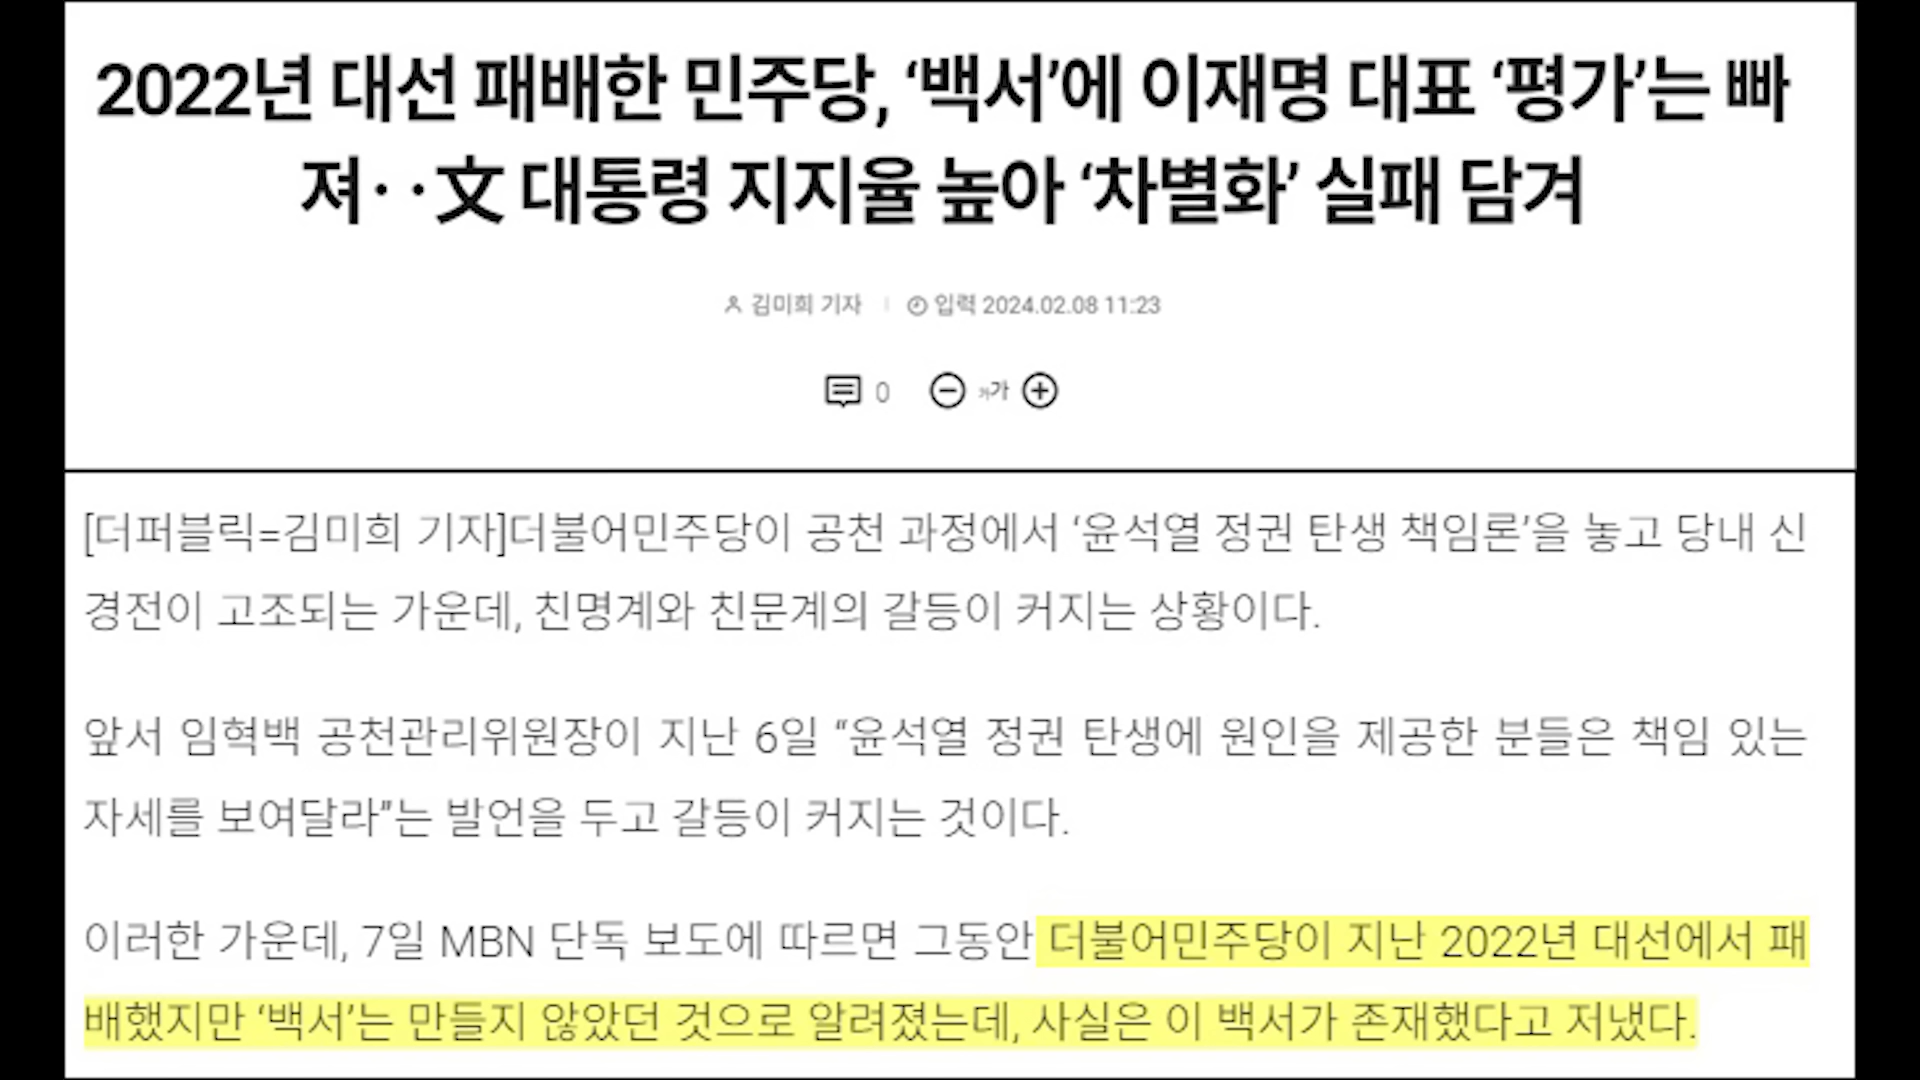 2022년 대선 패배한 민주당, ‘백서’에 이재명 대표 ‘평가’는 빠
져‥文 대통령 지지율 높아 ‘차별화’ 실패 담겨
김미희 기자 | 입력 2024.02.08 11:23
0 가가
[더퍼블릭=김미희 기자]더불어민주당이 공천 과정에서 ‘윤석열 정권 탄생 책임론’을 놓고 당내 신
경전이 고조되는 가운데, 친명계와 친문계의 갈등이 커지는 상황이다.
앞서 임혁백 공천관리위원장이 지난 6일 “윤석열 정권 탄생에 원인을 제공한 분들은 책임 있는
자세를 보여달라”는 발언을 두고 갈등이 커지는 것이다.
이러한 가운데, 7일 MBN 단독 보도에 따르면 그동안 더불어민주당이 지난 2022년 대선에서 패
배했지만 ‘백서’는 만들지 않았던 것으로 알려졌는데, 사실은 이 백서가 존재했다고 저냈다.